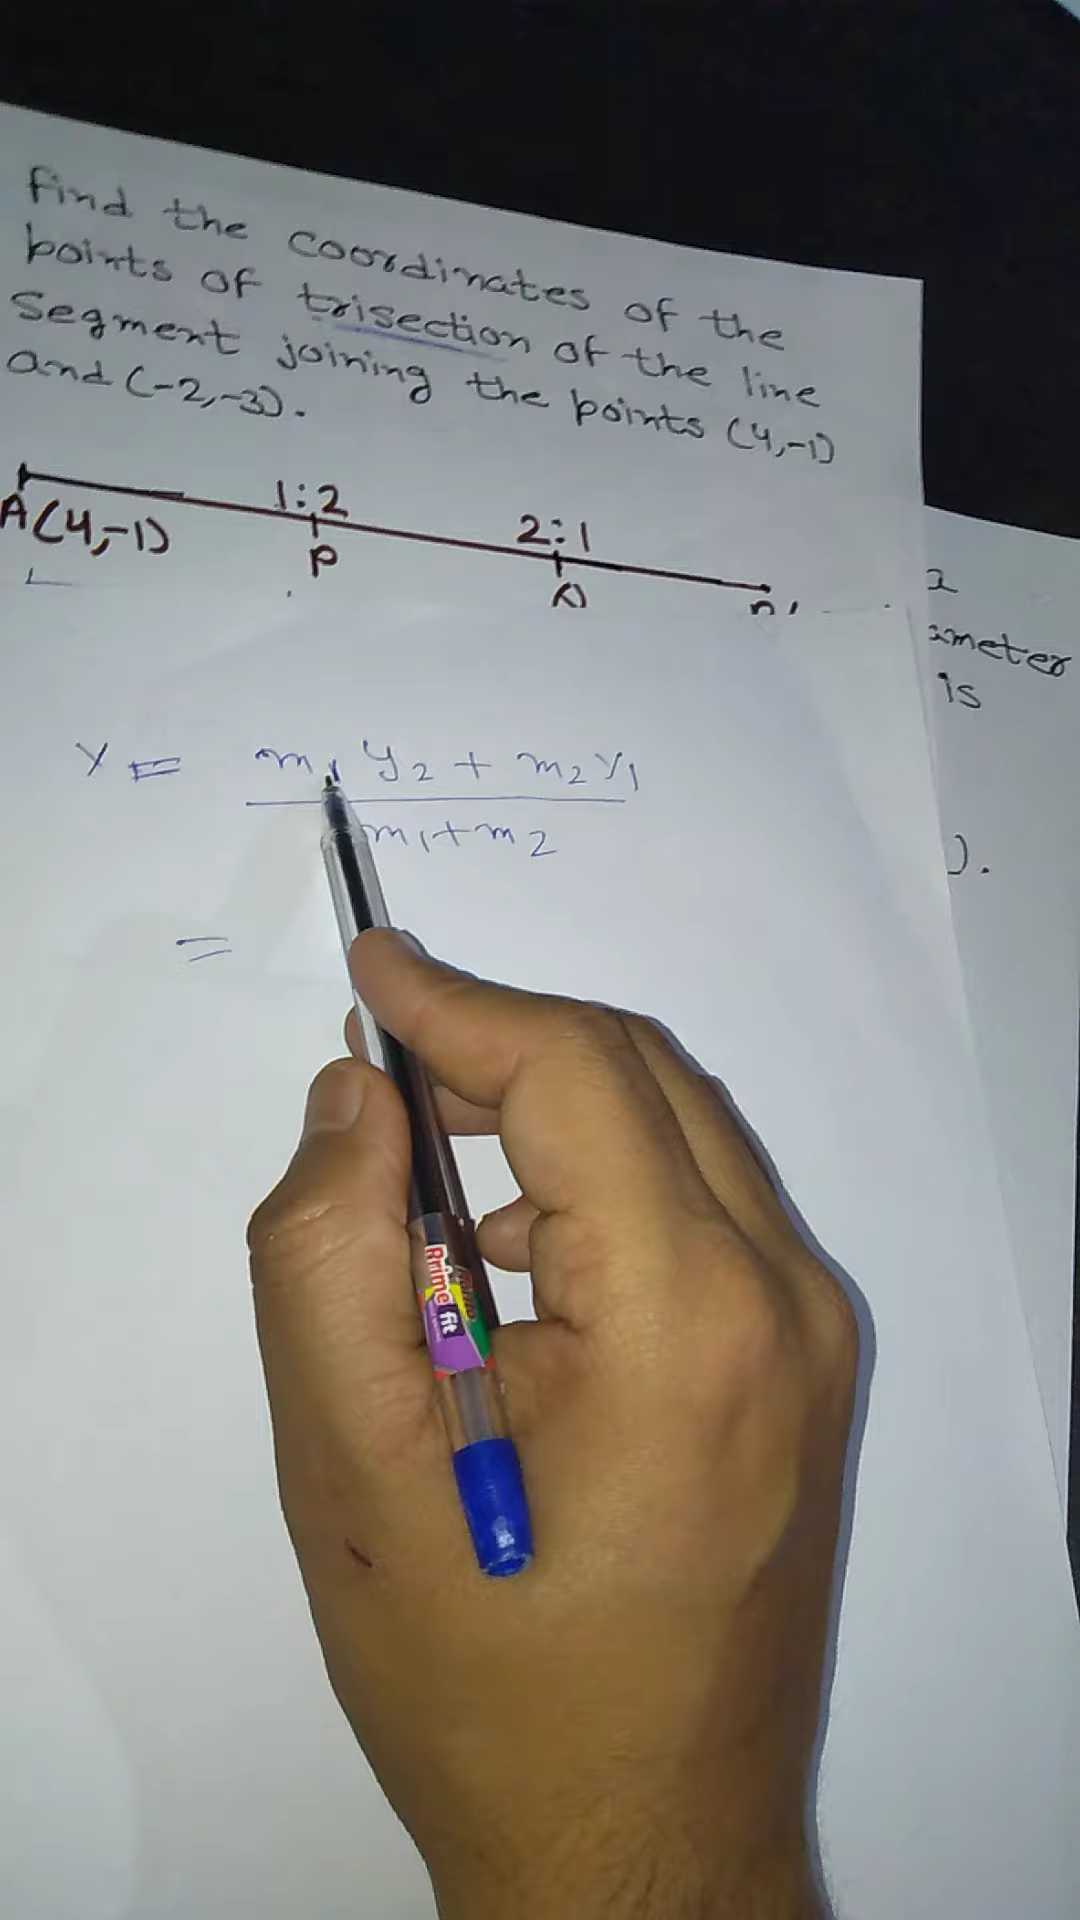 Find the coordinates of the
points of trisection of the line
segment joining the points (4,-1)
and (-2,-3).
1:2
2:1
A(4,-1)
P
Q
a
ameter
is
).
y = m1 y2 + m2 y1
m1+m2
=
Prime
fit